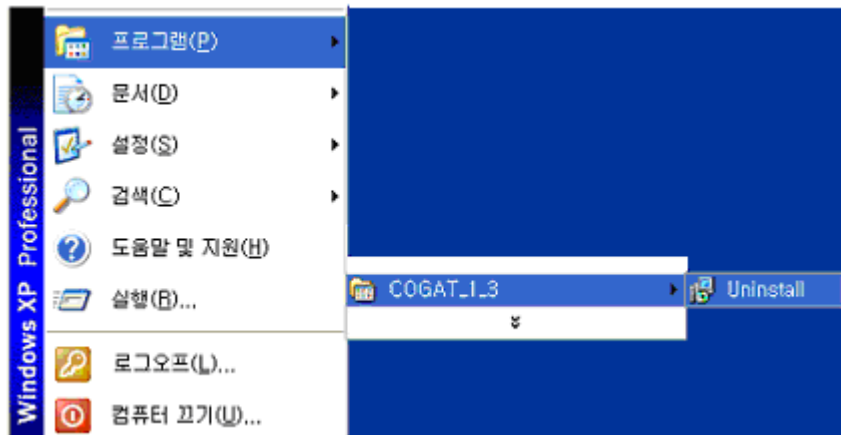 Windows XP Professional
프로그램(P)
문서(D)
설정(S)
검색(C)
도움말 및 지원(H)
실행(R)...
로그오프(L)...
컴퓨터 끄기(U)...
COGAT_1_3
Uninstall